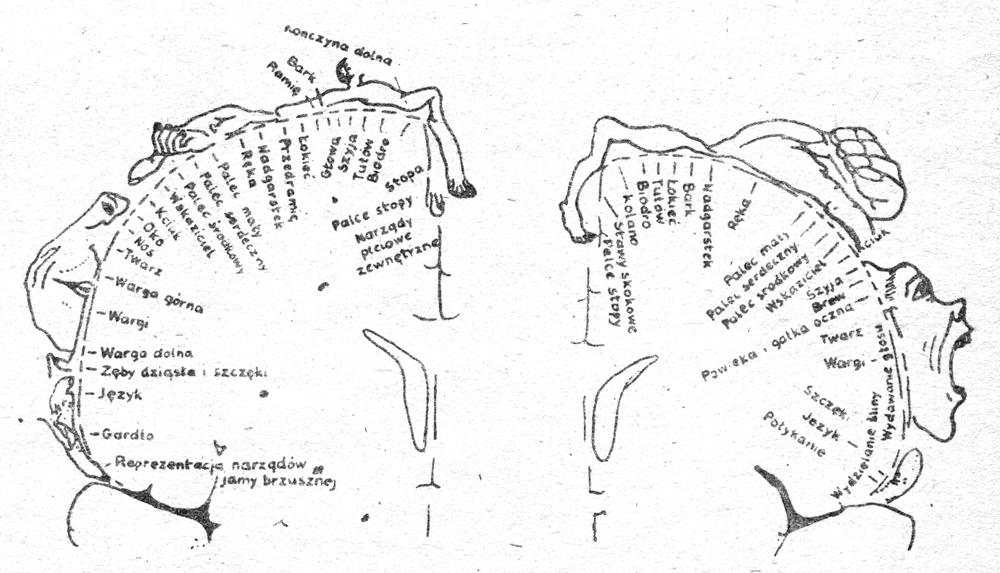 Kończyna dolna
Bark
Ramię
Głowa
Szyja
Tułów
Biodro
Stopa
Palce stopy
Narządy
płciowe
zewnętrzne
Łokieć
Przedramię
Nadgarstek
Ręka
Palec mały
Palec serdeczny
Palec środkowy
Wskaziciel
Kciuk
Oko
Nos
Twarz
Warga górna
Wargi
Warga dolna
Zęby dziąsła i szczęki
Język
Gardło
Reprezentacja narządów
jamy brzusznej
Palce stopy
Stawy skokowe
Kolano
Biodro
Tułów
Łokieć
Bark
Nadgarstek
Ręka
Palec mały
Palec serdeczny
Palec środkowy
Wskaziciel
Kciuk
Szyja
Brew
Powieka i gałka oczna
Twarz
Wargi
Szczęki
Język
Połykanie
Wydzielanie śliny
Wydawanie głosu